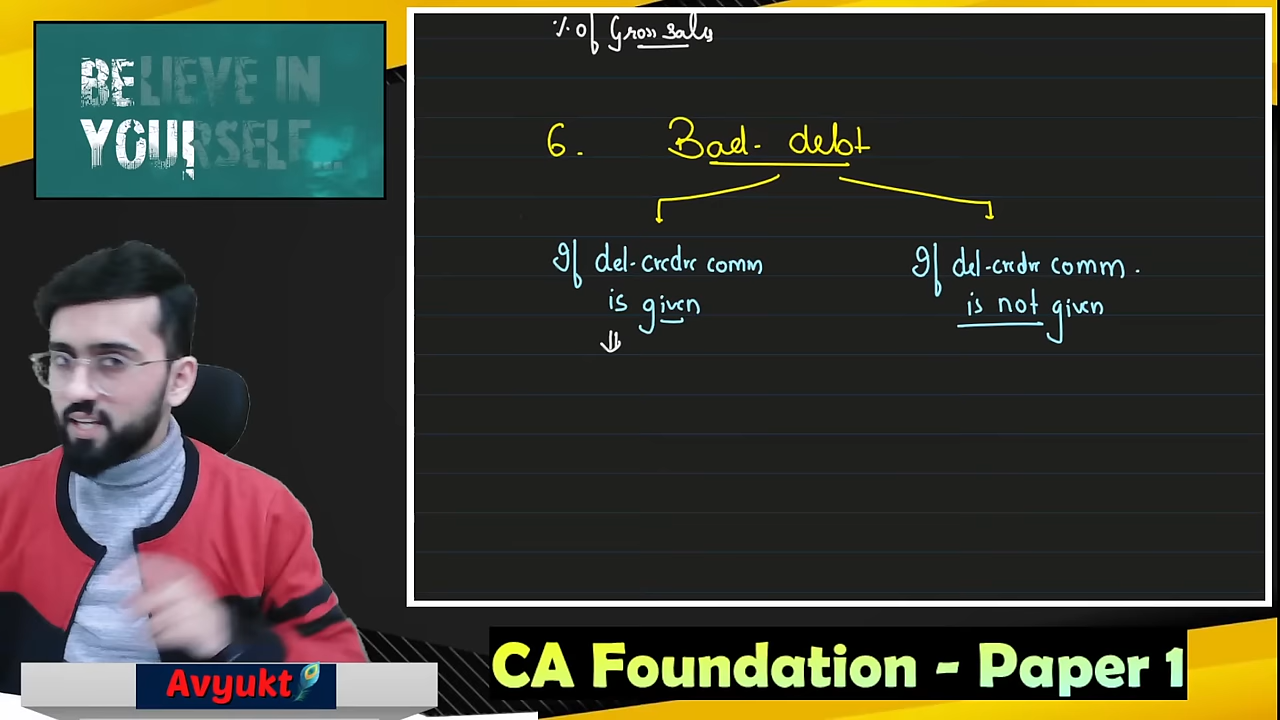 BELIEVE IN
YOURSELF...
% of Gross Sales
6. Bad-debt
If del-credre comm
is given
If del-credre comm.
is not given
Avyukt
CA Foundation - Paper 1